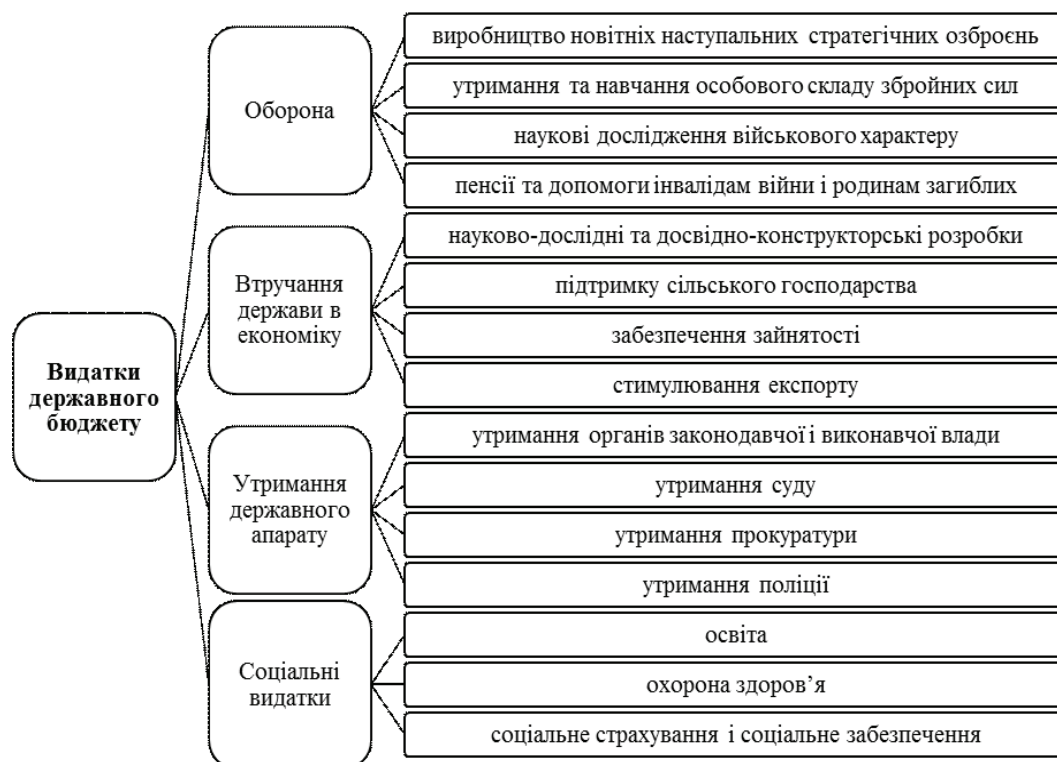 Видатки
державного
бюджету
Оборона
виробництво новітніх наступальних стратегічних озброєнь
утримання та навчання особового складу збройних сил
наукові дослідження військового характеру
пенсії та допомоги інвалідам війни і родинам загиблих
Втручання
держави в
економіку
науково-дослідні та досвідно-конструкторські розробки
підтримку сільського господарства
забезпечення зайнятості
стимулювання експорту
Утримання
державного
апарату
утримання органів законодавчої і виконавчої влади
утримання суду
утримання прокуратури
утримання поліції
Соціальні
видатки
освіта
охорона здоров’я
соціальне страхування і соціальне забезпечення